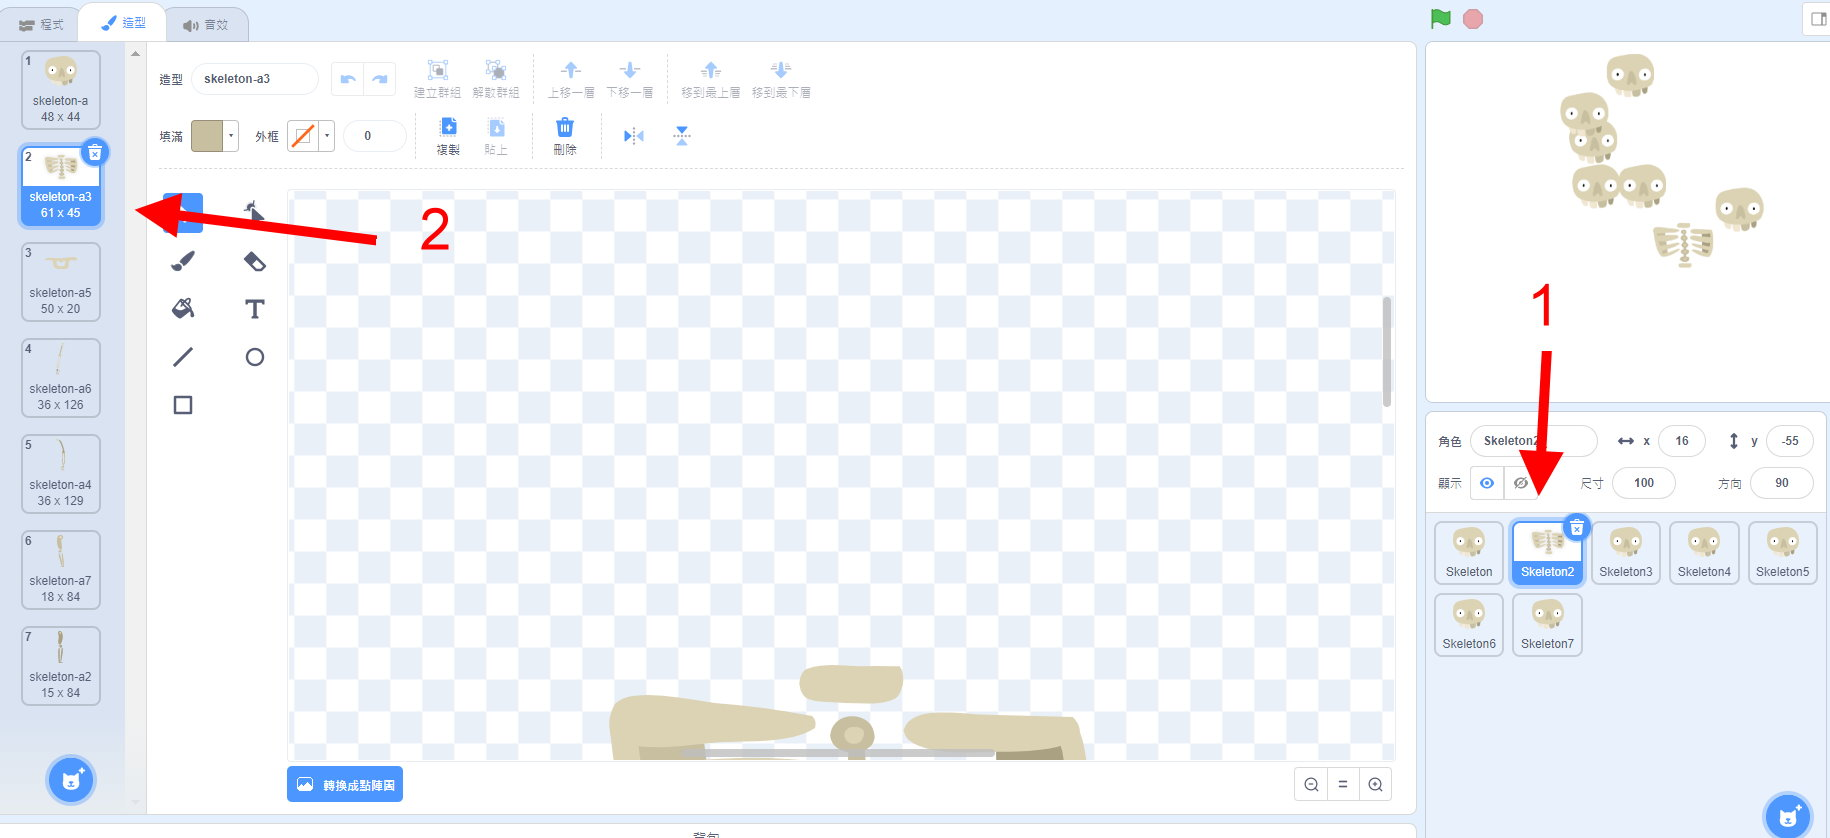 程式
造型
音效
1
skeleton-a
48 x 44
2
skeleton-a3
61 x 45
3
skeleton-a5
50 x 20
4
skeleton-a6
36 x 126
5
skeleton-a4
36 x 129
6
skeleton-a7
18 x 84
7
skeleton-a2
15 x 84
造型 skeleton-a3
建立群組 解散群組 上移一層 下移一層 移到最上層 移到最下層
填滿 外框 0 複製 貼上 刪除
2
轉換成點陣圖
背包
1
角色 Skeleton2 x 16 y -55
顯示 尺寸 100 方向 90
Skeleton Skeleton2 Skeleton3 Skeleton4 Skeleton5
Skeleton6 Skeleton7